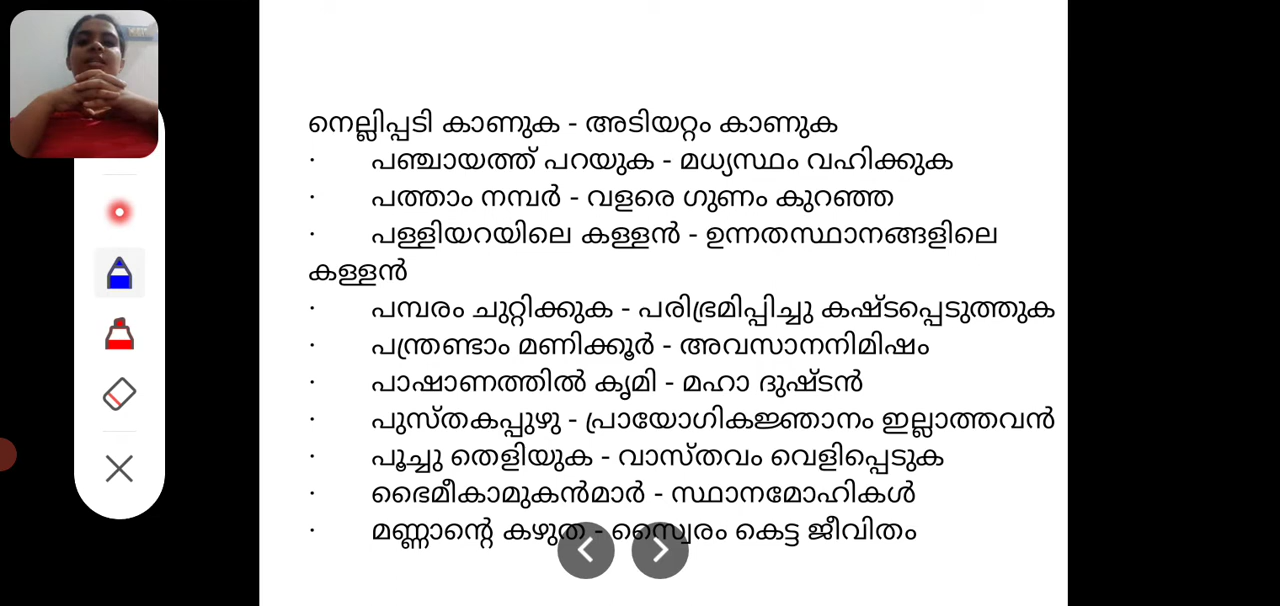 നെല്ലിപ്പടി കാണുക - അടിയറ്റം കാണുക
· പഞ്ചായത്ത് പറയുക - മധ്യസ്ഥം വഹിക്കുക
· പത്താം നമ്പർ - വളരെ ഗുണം കുറഞ്ഞ
· പള്ളിയറയിലെ കള്ളൻ - ഉന്നതസ്ഥാനങ്ങളിലെ
കള്ളൻ
· പമ്പരം ചുറ്റിക്കുക - പരിഭ്രമിപ്പിച്ചു കഷ്ടപ്പെടുത്തുക
· പന്ത്രണ്ടാം മണിക്കൂർ - അവസാനനിമിഷം
· പാഷാണത്തിൽ കൃമി - മഹാ ദുഷ്ടൻ
· പുസ്തകപ്പുഴു - പ്രായോഗികജ്ഞാനം ഇല്ലാത്തവൻ
· പൂച്ചു തെളിയുക - വാസ്തവം വെളിപ്പെടുക
· ഭൈമീകാമുകൻമാർ - സ്ഥാനമോഹികൾ
· മണ്ണാന്റെ കഴുത - സ്വൈരം കെട്ട ജീവിതം